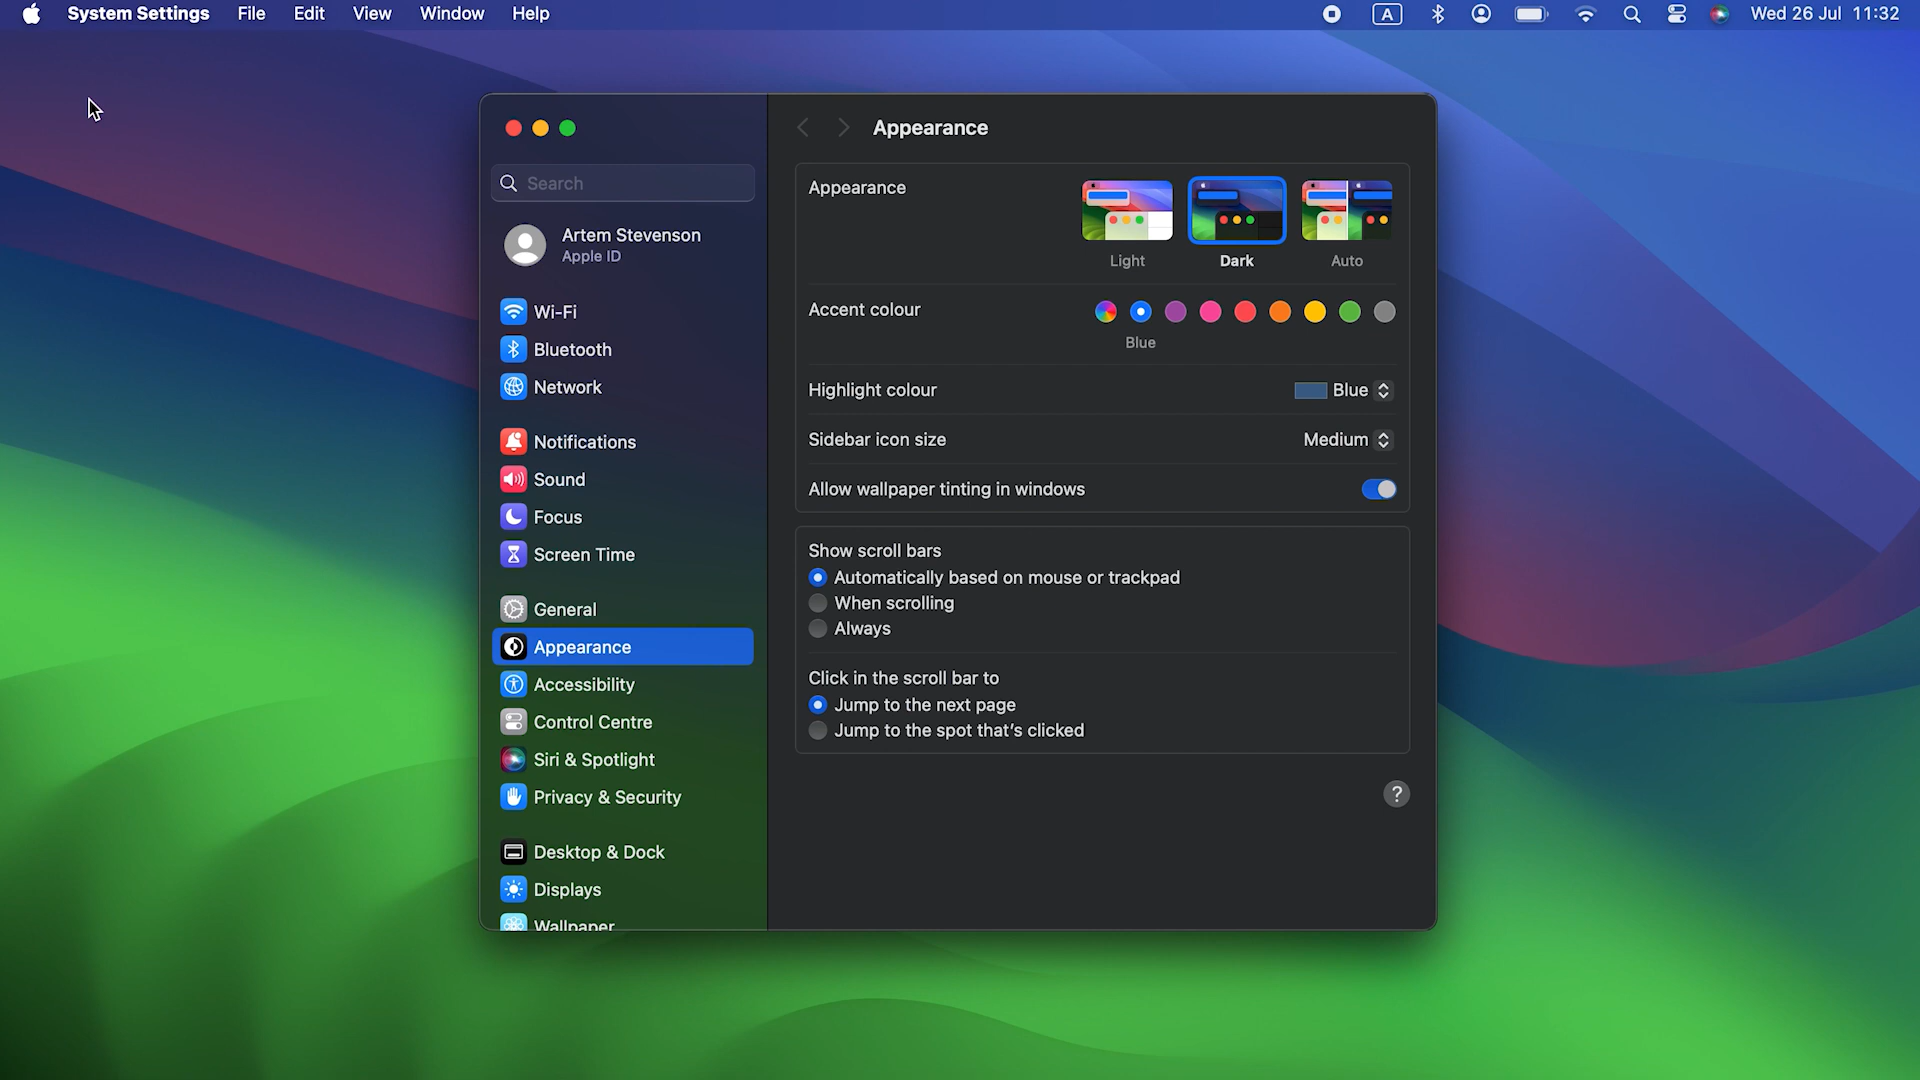 System Settings File Edit View Window Help A Wed 26 Jul 11:32
Search
Artem Stevenson
Apple ID
Wi-Fi
Bluetooth
Network
Notifications
Sound
Focus
Screen Time
General
Appearance
Accessibility
Control Centre
Siri & Spotlight
Privacy & Security
Desktop & Dock
Displays
Wallpaper
Appearance
Appearance
Light Dark Auto
Accent colour
Blue
Highlight colour Blue
Sidebar icon size Medium
Allow wallpaper tinting in windows
Show scroll bars
Automatically based on mouse or trackpad
When scrolling
Always
Click in the scroll bar to
Jump to the next page
Jump to the spot that's clicked
?